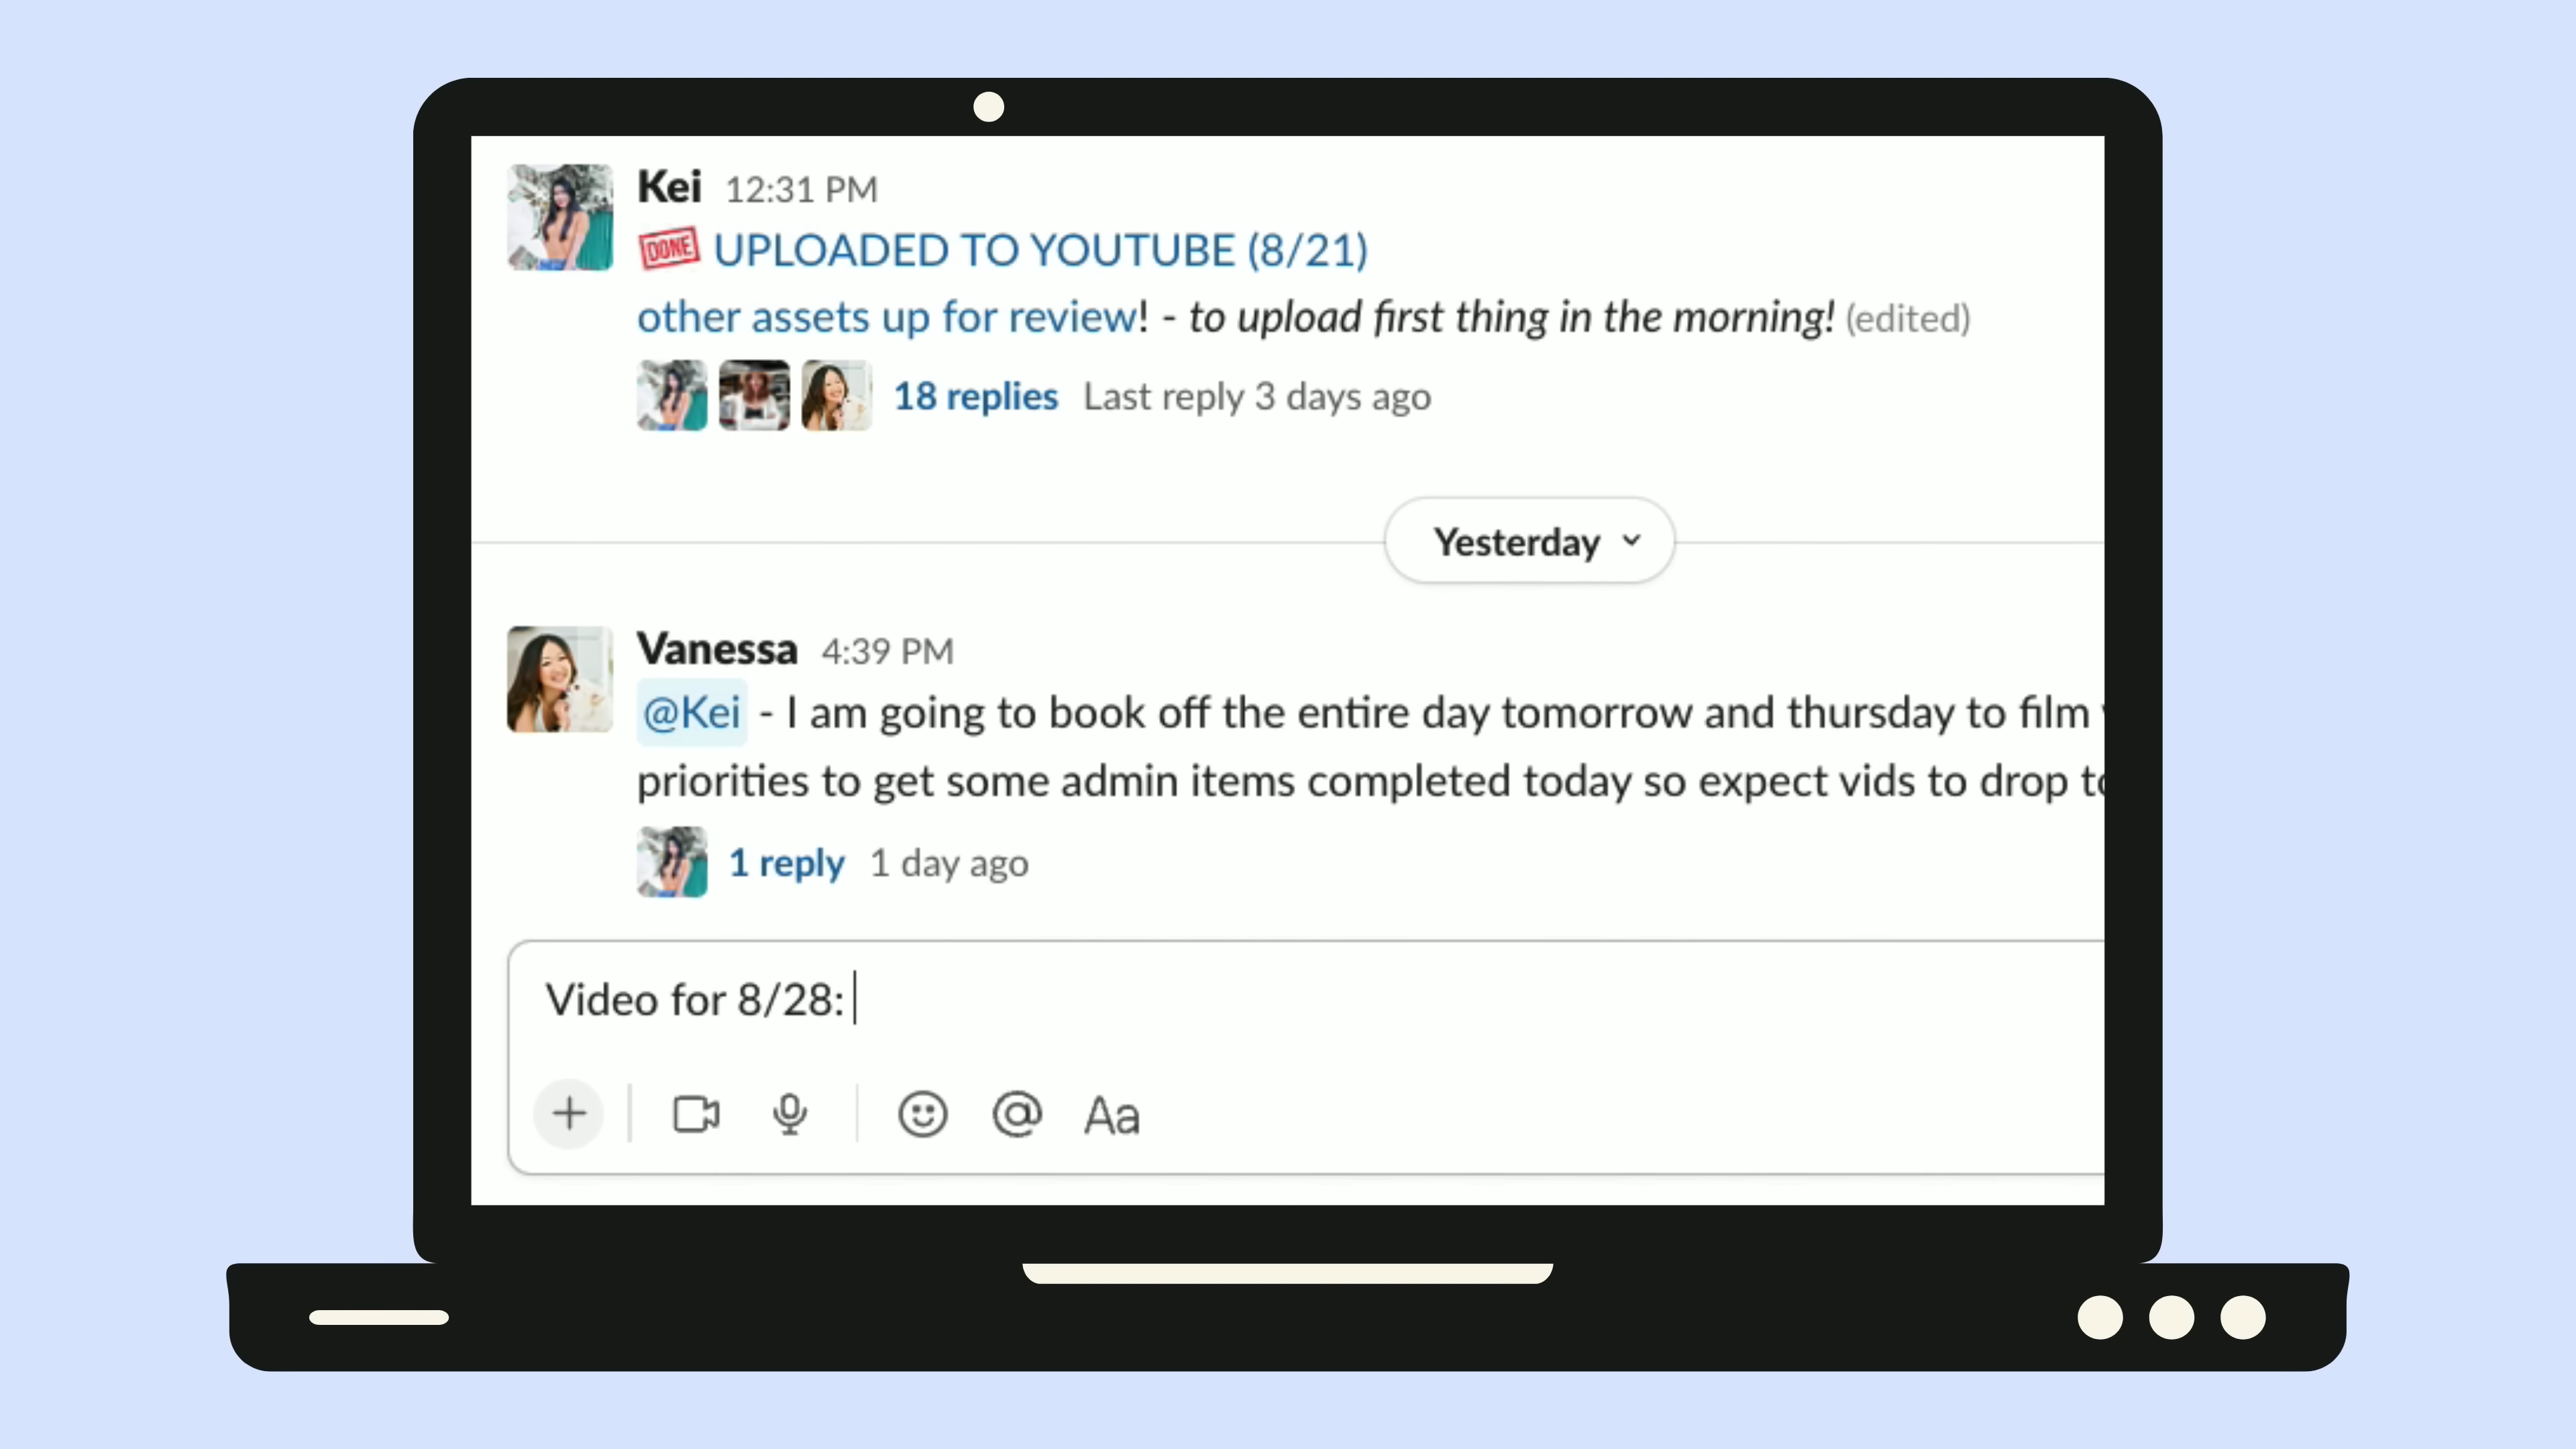 Kei 12:31 PM
DONE UPLOADED TO YOUTUBE (8/21)
other assets up for review! - to upload first thing in the morning! (edited)
18 replies Last reply 3 days ago
Yesterday
Vanessa 4:39 PM
@Kei - I am going to book off the entire day tomorrow and thursday to film
priorities to get some admin items completed today so expect vids to drop
1 reply 1 day ago
Video for 8/28:
Aa